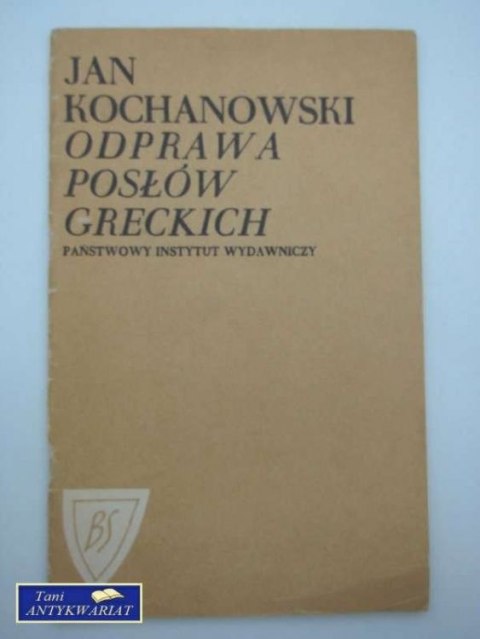 JAN
KOCHANOWSKI
ODPRAWA
POSŁÓW
GRECKICH
PAŃSTWOWY INSTYTUT WYDAWNICZY
BS
Tani
ANTYKWARIAT